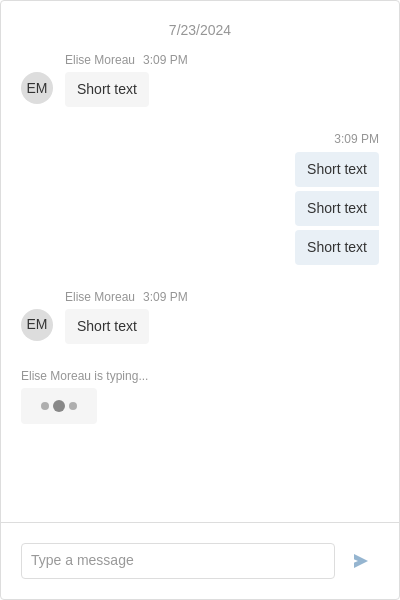 7/23/2024
Elise Moreau 3:09 PM
EM
Short text
3:09 PM
Short text
Short text
Short text
Elise Moreau 3:09 PM
EM
Short text
Elise Moreau is typing...
Type a message